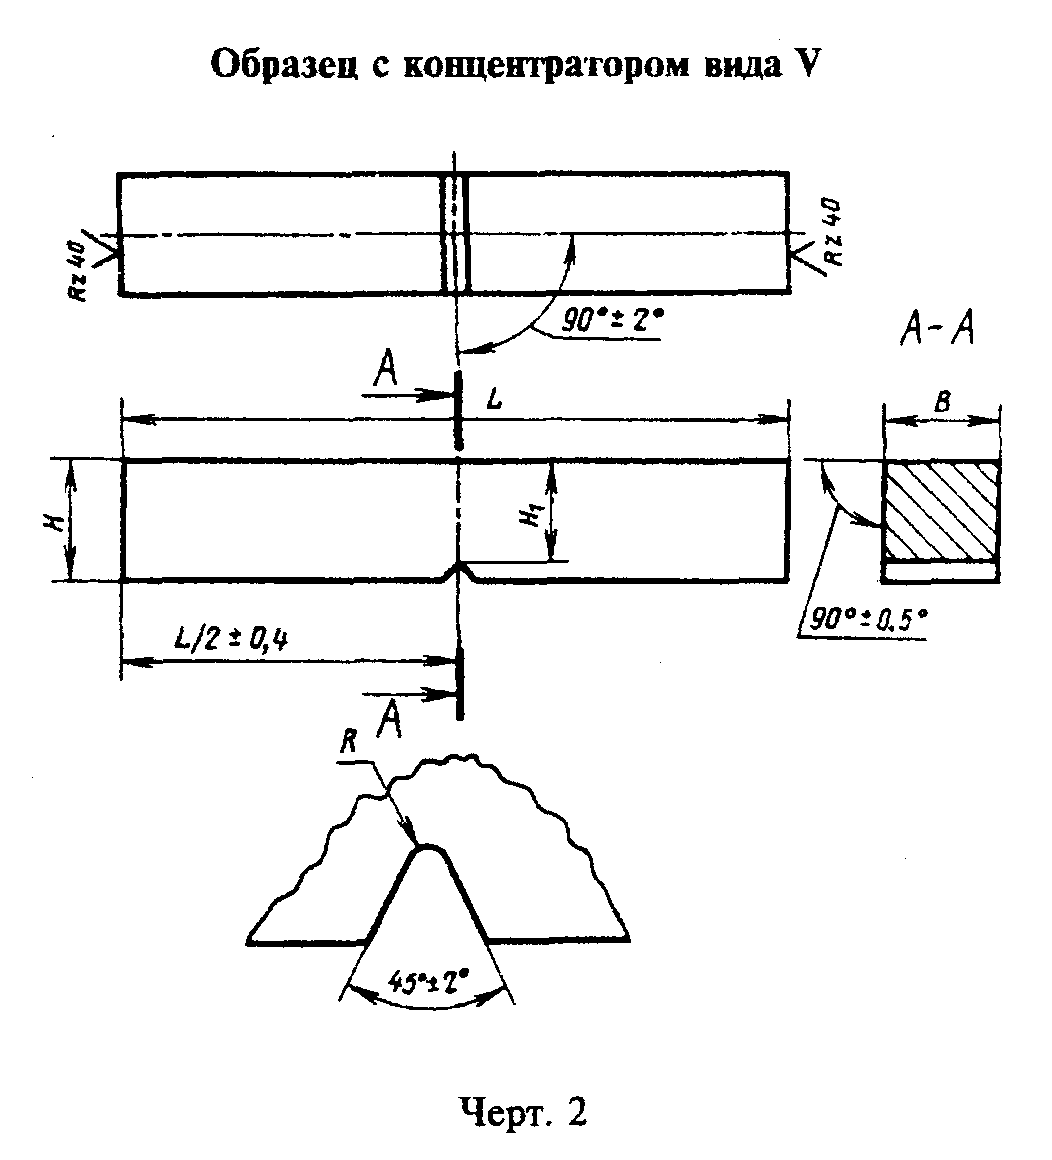 Образец с концентратором вида V
Rz 40
Rz 40
90°± 2°
А-А
А
L
B
H
H₁
90°± 0.5°
L/2 ± 0,4
А
R
45°± 2°
Черт. 2